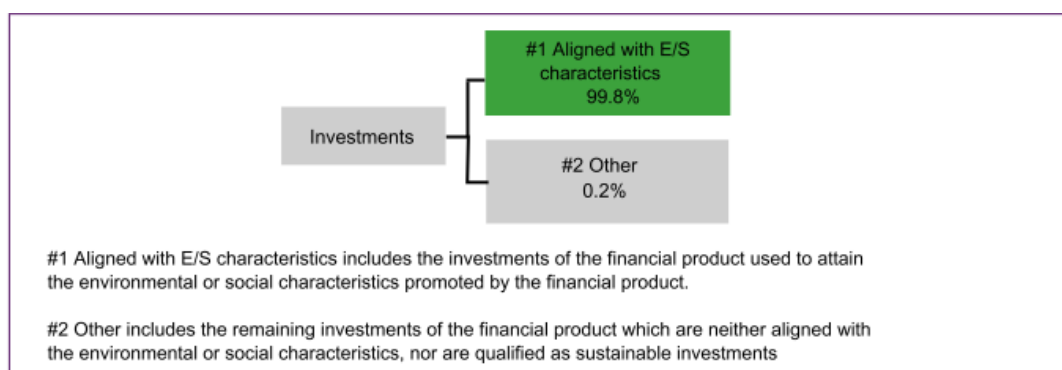 #1 Aligned with E/S
characteristics
99.8%
Investments
#2 Other
0.2%
#1 Aligned with E/S characteristics includes the investments of the financial product used to attain
the environmental or social characteristics promoted by the financial product.
#2 Other includes the remaining investments of the financial product which are neither aligned with
the environmental or social characteristics, nor are qualified as sustainable investments